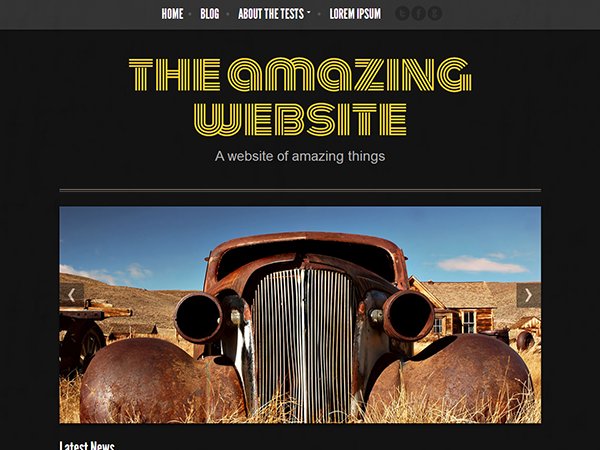 HOME • BLOG • ABOUT THE TESTS • LOREM IPSUM
THE AMAZING
WEBSITE
A website of amazing things
Latest News